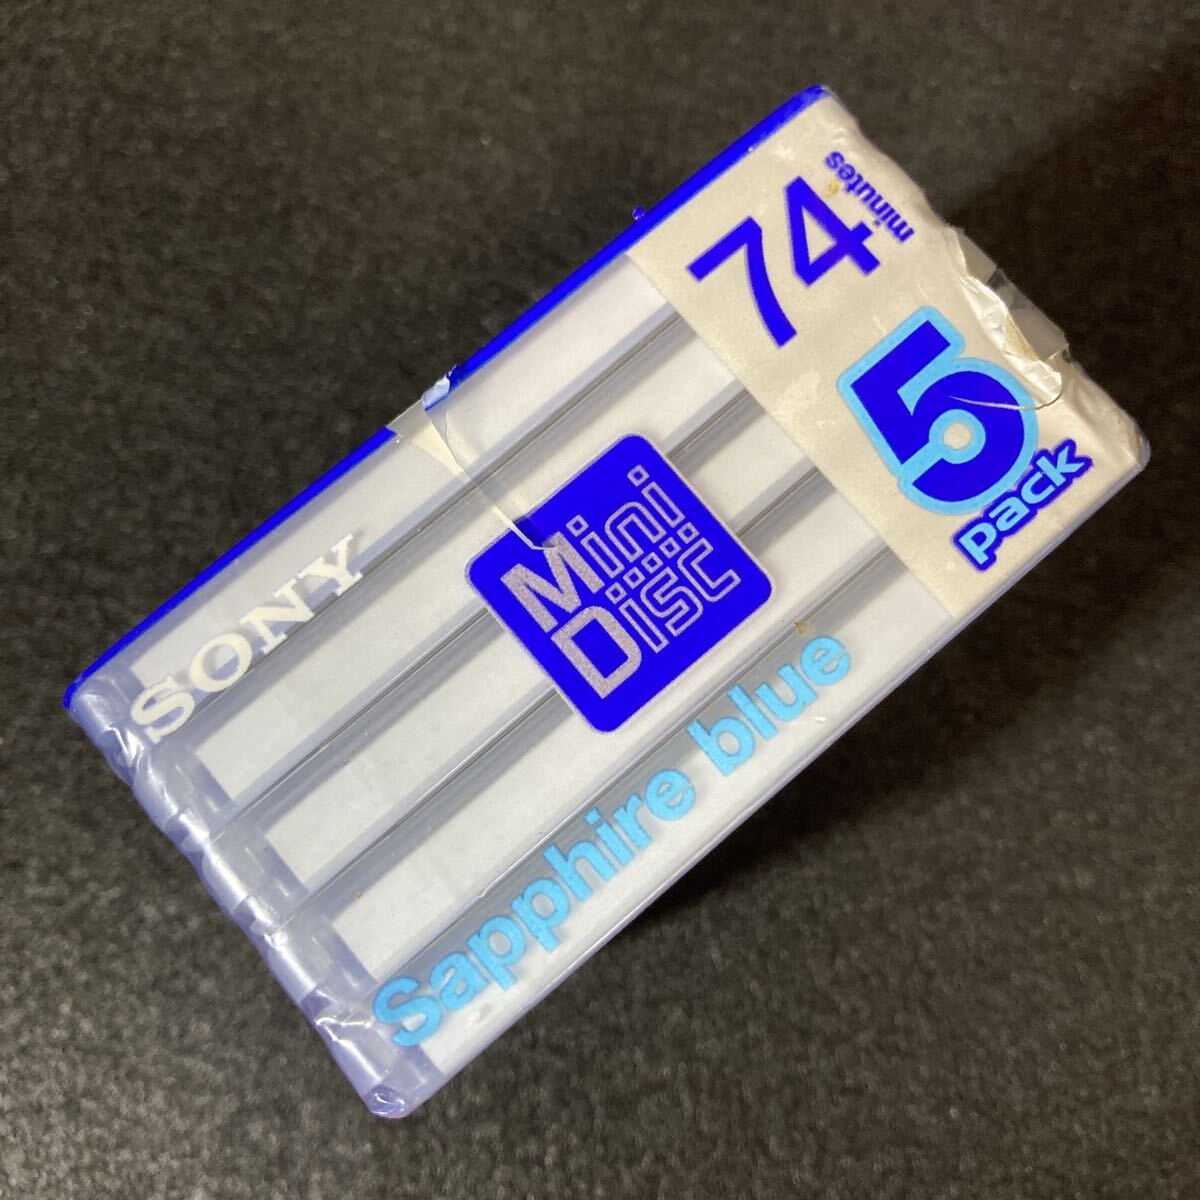 SONY
Mini
Disc
Sapphire blue
74
minutes
5
pack